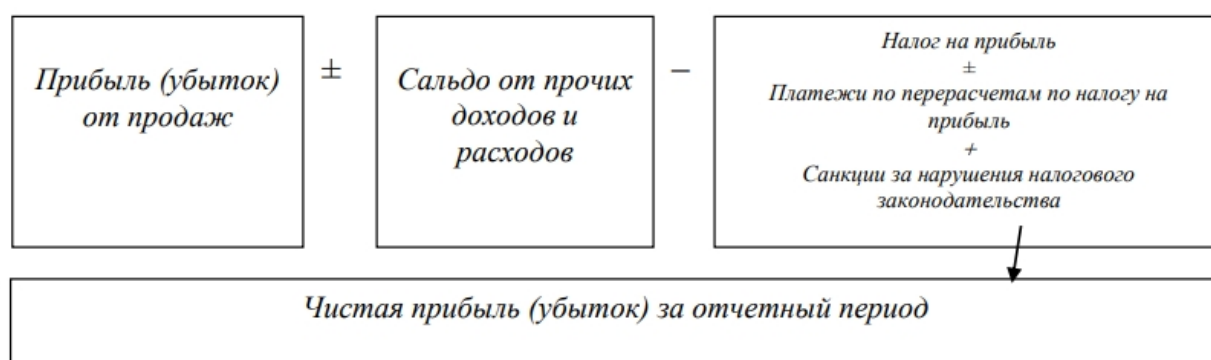 Прибыль (убыток)
от продаж
±
Сальдо от прочих
доходов и
расходов
−
Налог на прибыль
±
Платежи по перерасчетам по налогу на
прибыль
+
Санкции за нарушения налогового
законодательства
Чистая прибыль (убыток) за отчетный период